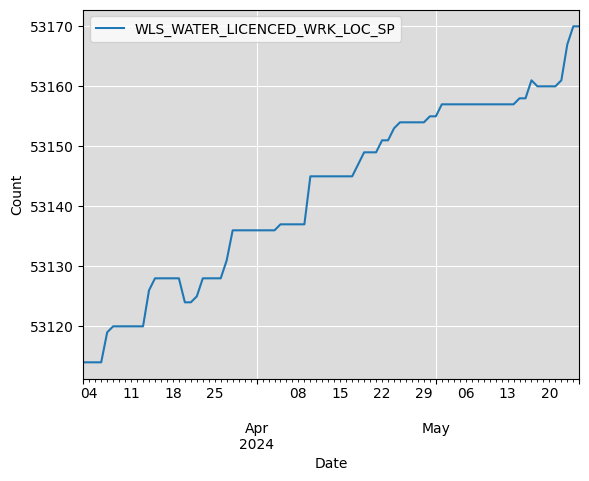 WLS_WATER_LICENCED_WRK_LOC_SP
53170
53160
53150
53140
53130
53120
Count
04 11 18 25 08 15 22 29 06 13 20
Apr May
2024
Date